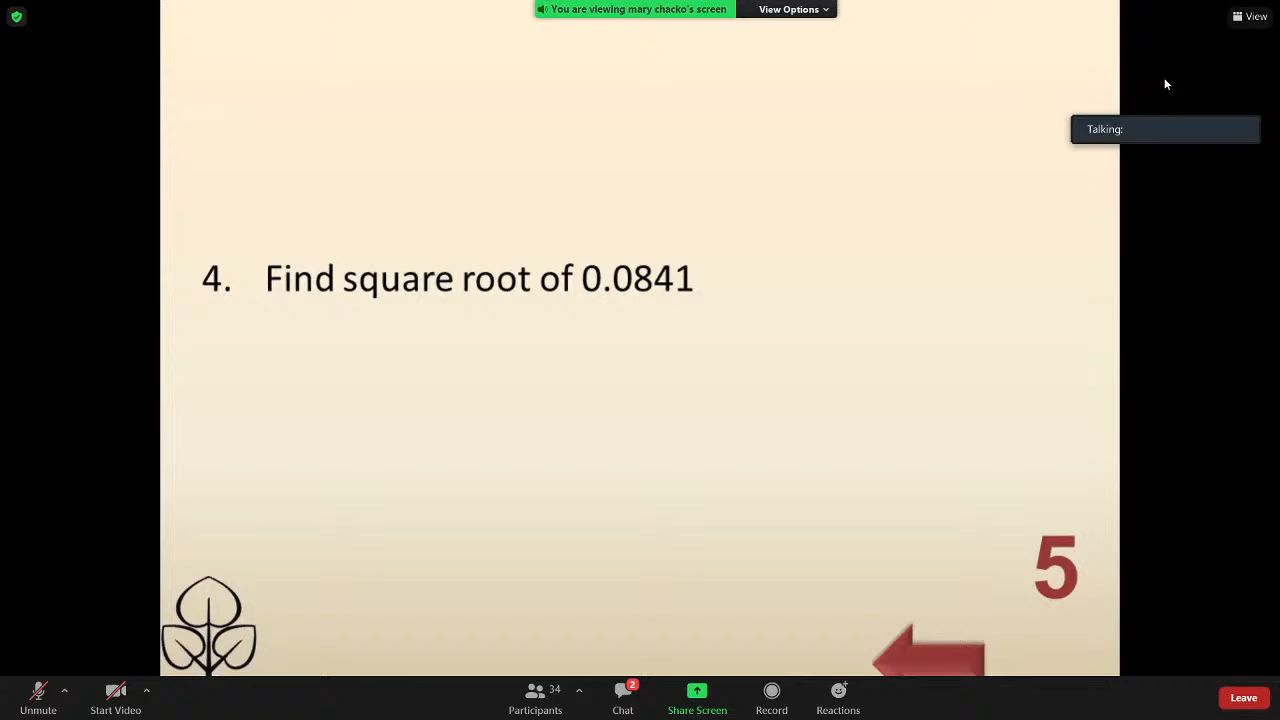 You are viewing mary chacko's screen
View Options
View
Talking:
4. Find square root of 0.0841
5
Unmute
Start Video
34
Participants
2
Chat
Share Screen
Record
Reactions
Leave